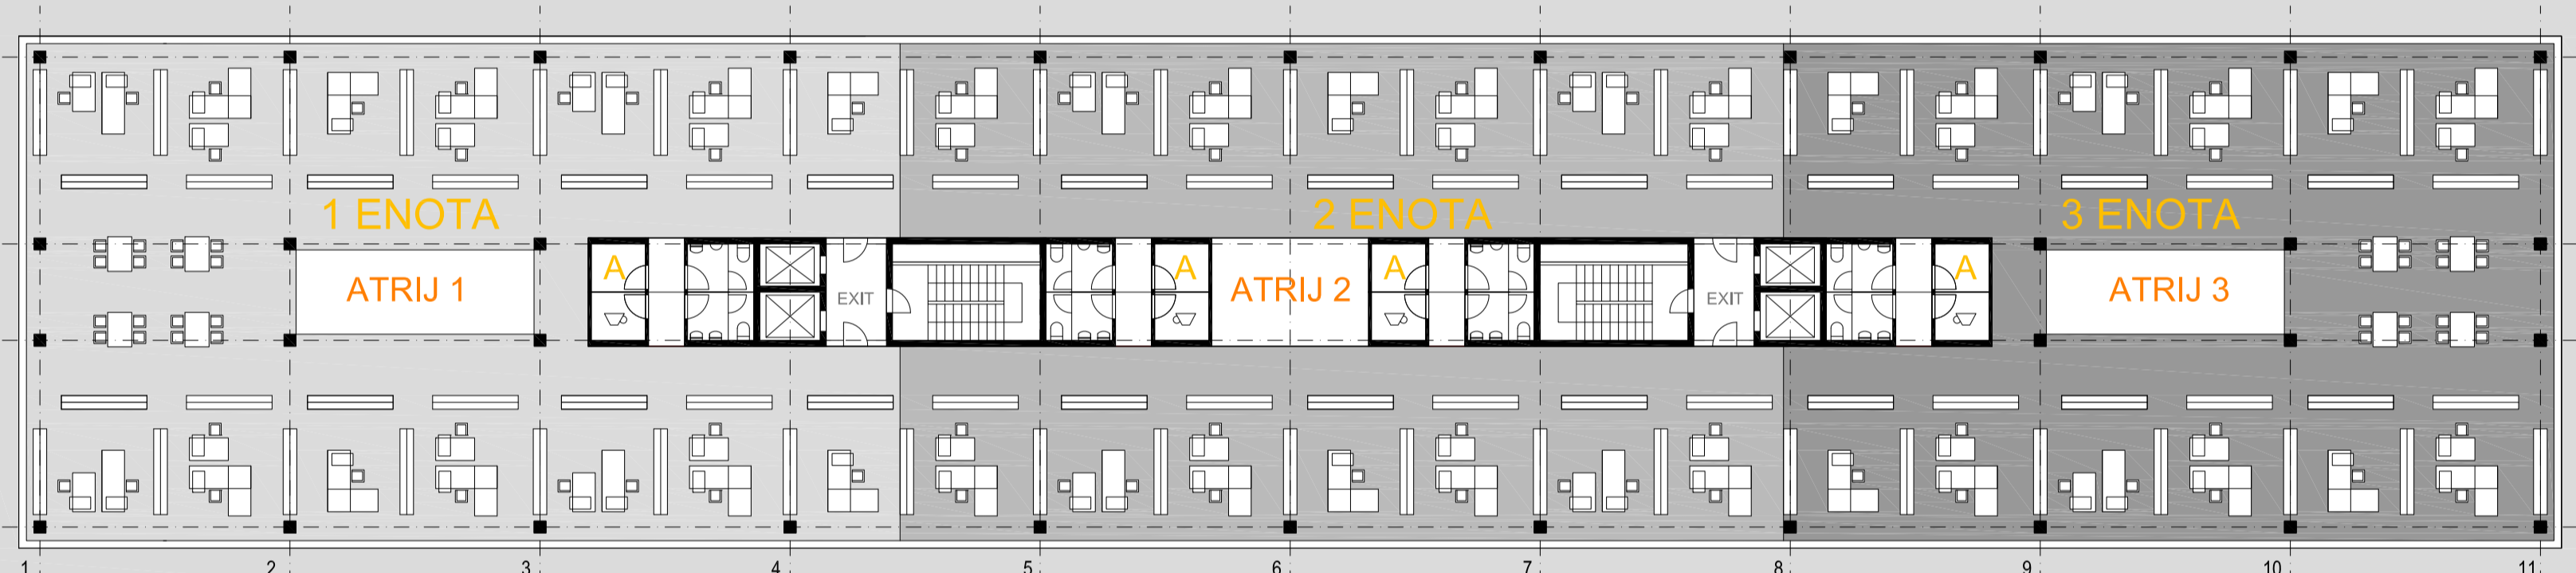 1 ENOTA
2 ENOTA
3 ENOTA
A
ATRIJ 1
EXIT
A
ATRIJ 2
A
EXIT
A
ATRIJ 3
1 2 3 4 5 6 7 8 9 10 11